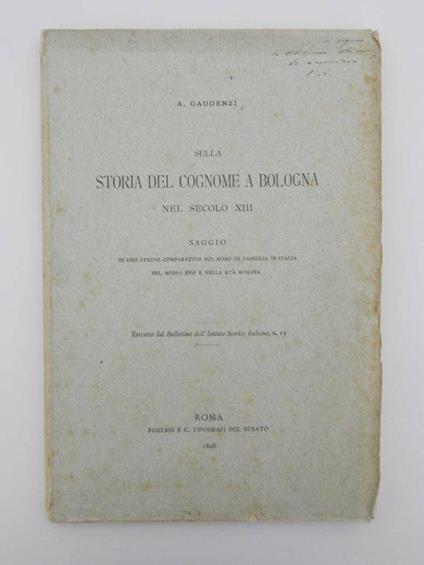 A. GAUDENZI
SULLA
STORIA DEL COGNOME A BOLOGNA
NEL SECOLO XIII
SAGGIO
DI UNO STUDIO COMPARATIVO SUL NOME DI FAMIGLIA IN ITALIA
NEL MEDIO EVO E NELLA ETÀ ROMANA
Estratto dal Bullettino dell'Istituto Storico Italiano, n. 19
ROMA
FORZANI E C. TIPOGRAFI DEL SENATO
1898